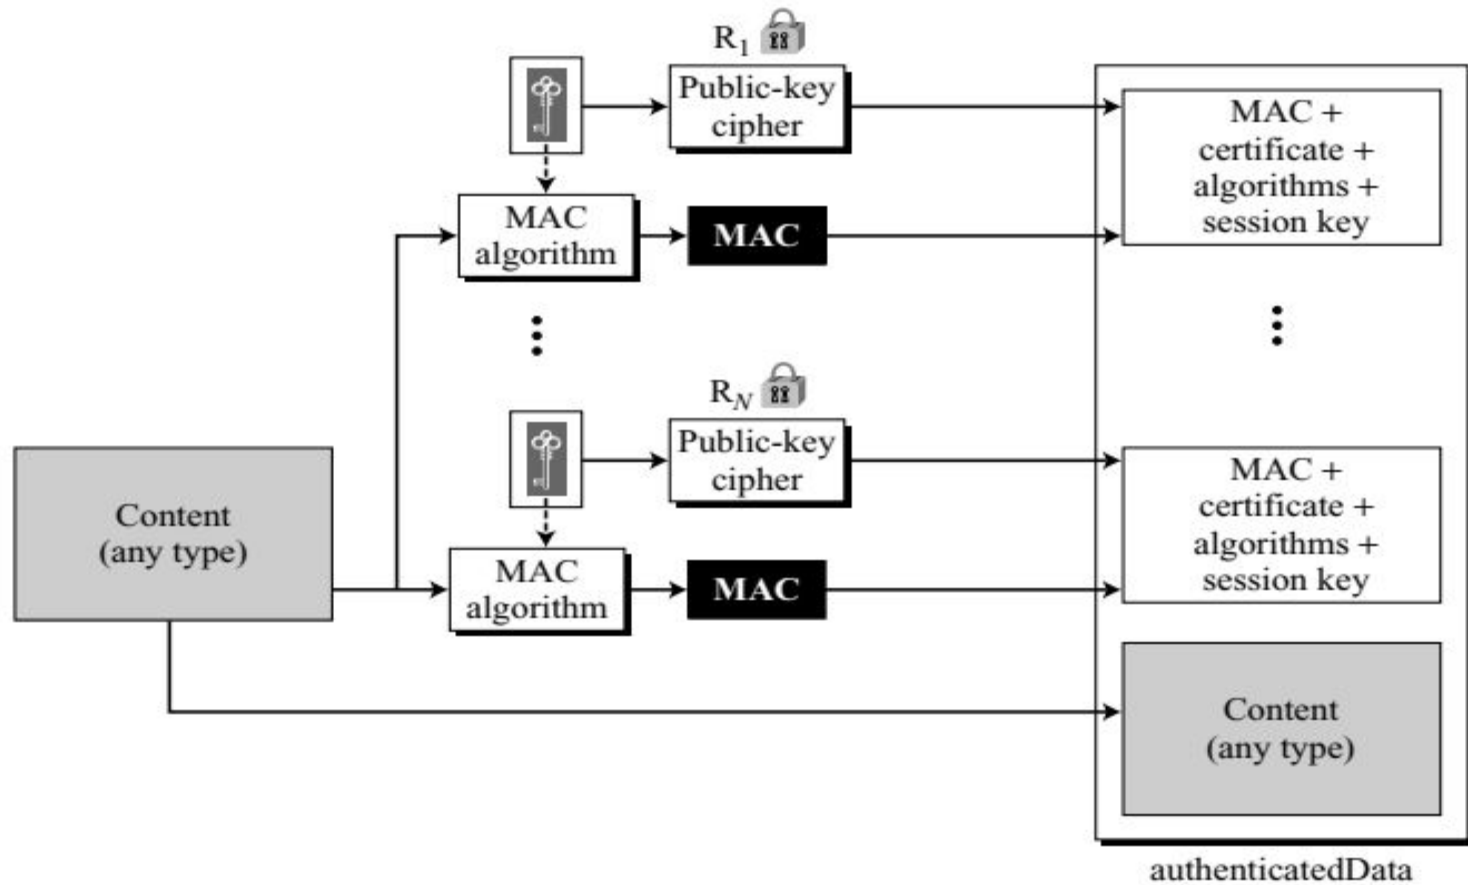 R1
Public-key
cipher
MAC +
certificate +
algorithms +
session key
MAC
algorithm
MAC
RN
Public-key
cipher
MAC +
certificate +
algorithms +
session key
Content
(any type)
MAC
algorithm
MAC
Content
(any type)
authenticatedData